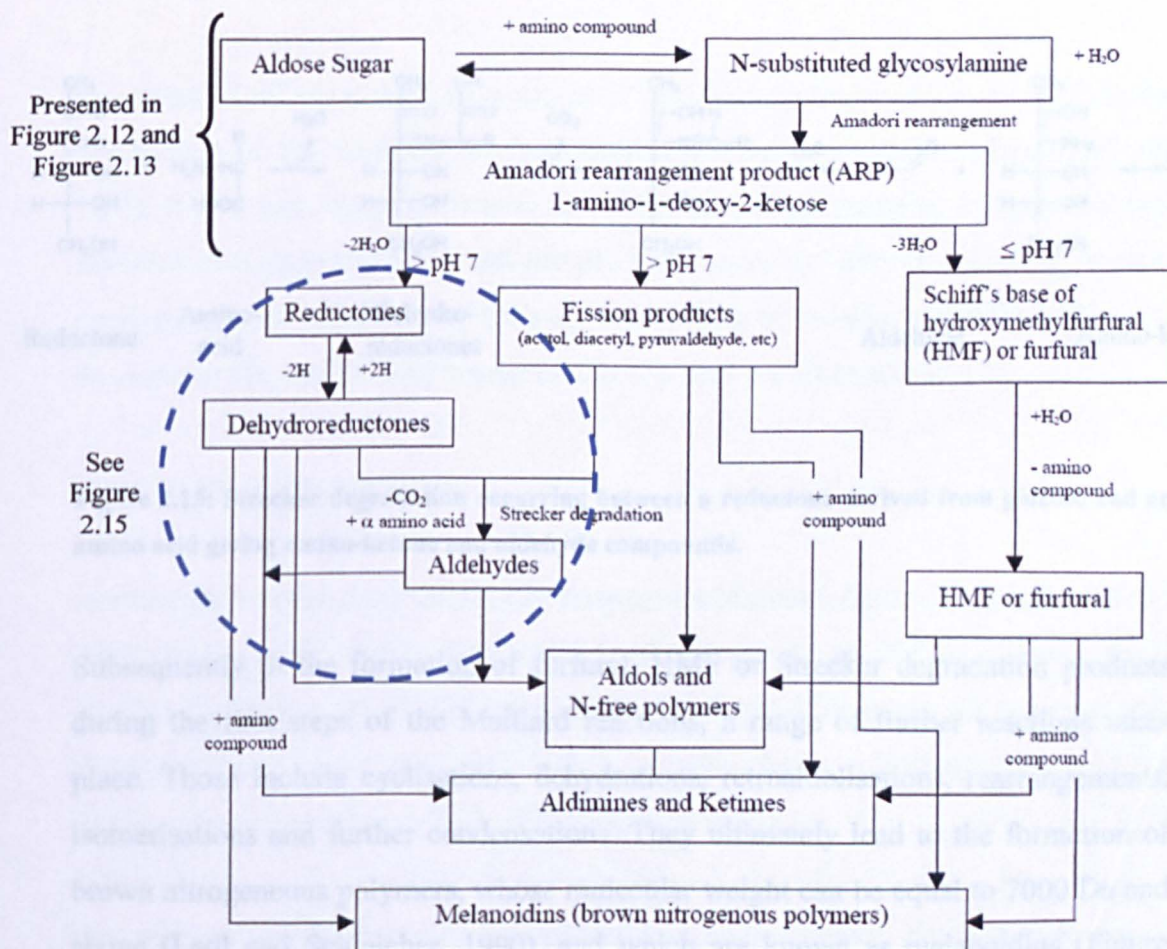 + amino compound
Aldose Sugar
N-substituted glycosylamine
+ H₂O
Presented in
Figure 2.12 and
Figure 2.13
Amadori rearrangement
Amadori rearrangement product (ARP)
1-amino-1-deoxy-2-ketose
-2H₂O
> pH 7
> pH 7
-3H₂O
≤ pH 7
Reductones
Fission products
(acetol, diacetyl, pyruvaldehyde, etc)
Schiff's base of
hydroxymethylfurfural
(HMF) or furfural
-2H
+2H
Dehydroreductones
+H₂O
- amino
compound
See
Figure
2.15
-CO₂
+ α amino acid
Strecker degradation
Aldehydes
+ amino
compound
HMF or furfural
Aldols and
N-free polymers
+ amino
compound
+ amino
compound
Aldimines and Ketimes
Melanoidins (brown nitrogenous polymers)